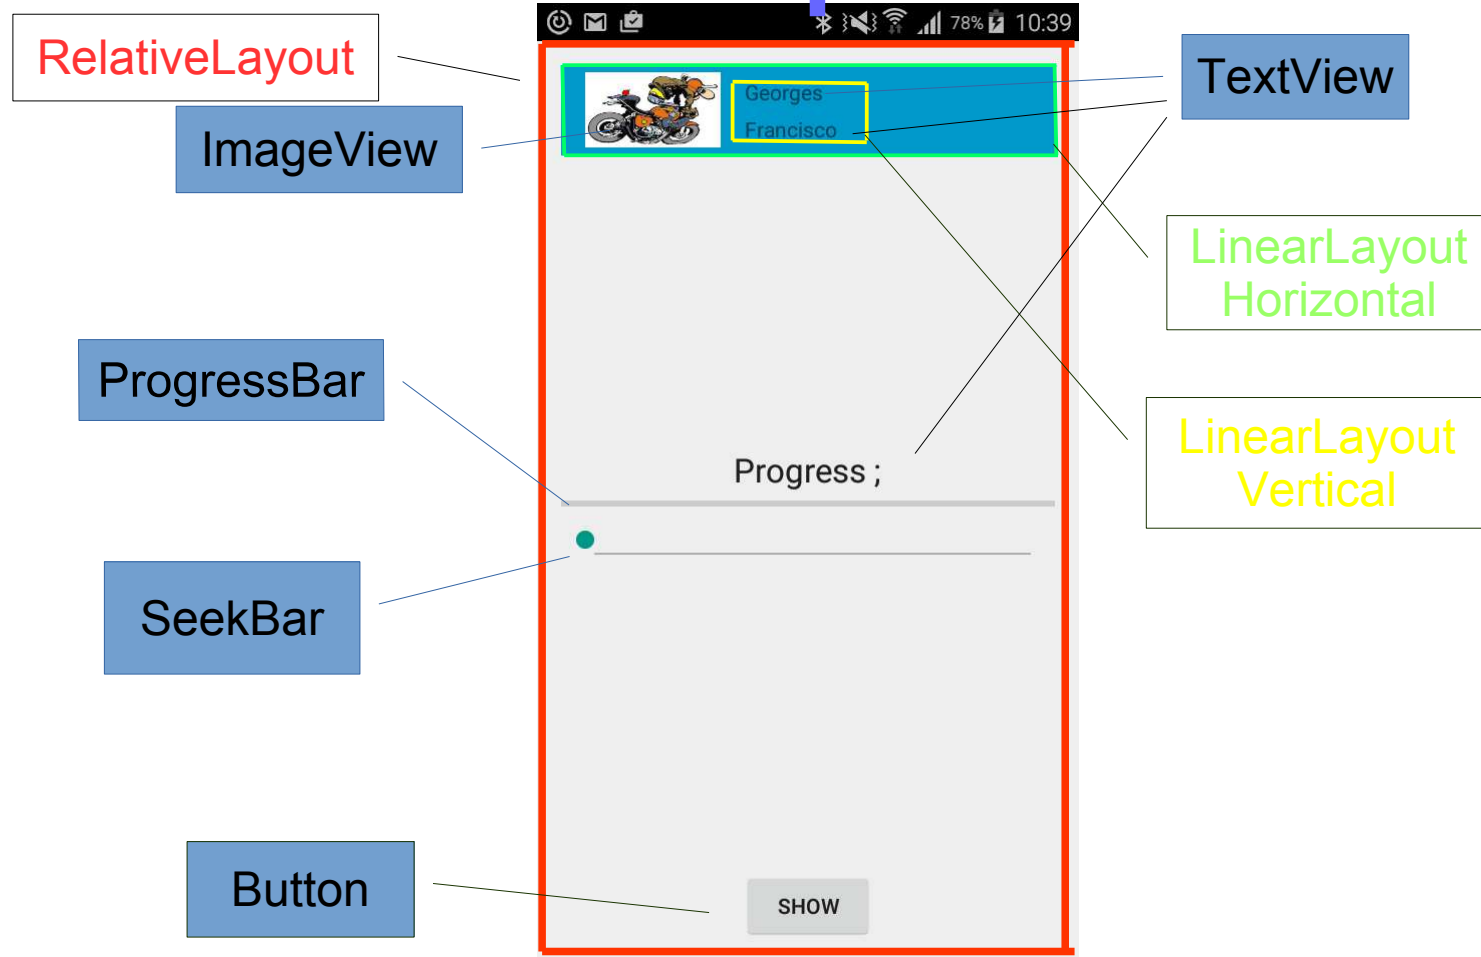 78% 10:39
RelativeLayout
ImageView
Georges
Francisco
TextView
LinearLayout
Horizontal
ProgressBar
LinearLayout
Vertical
Progress ;
SeekBar
Button
SHOW